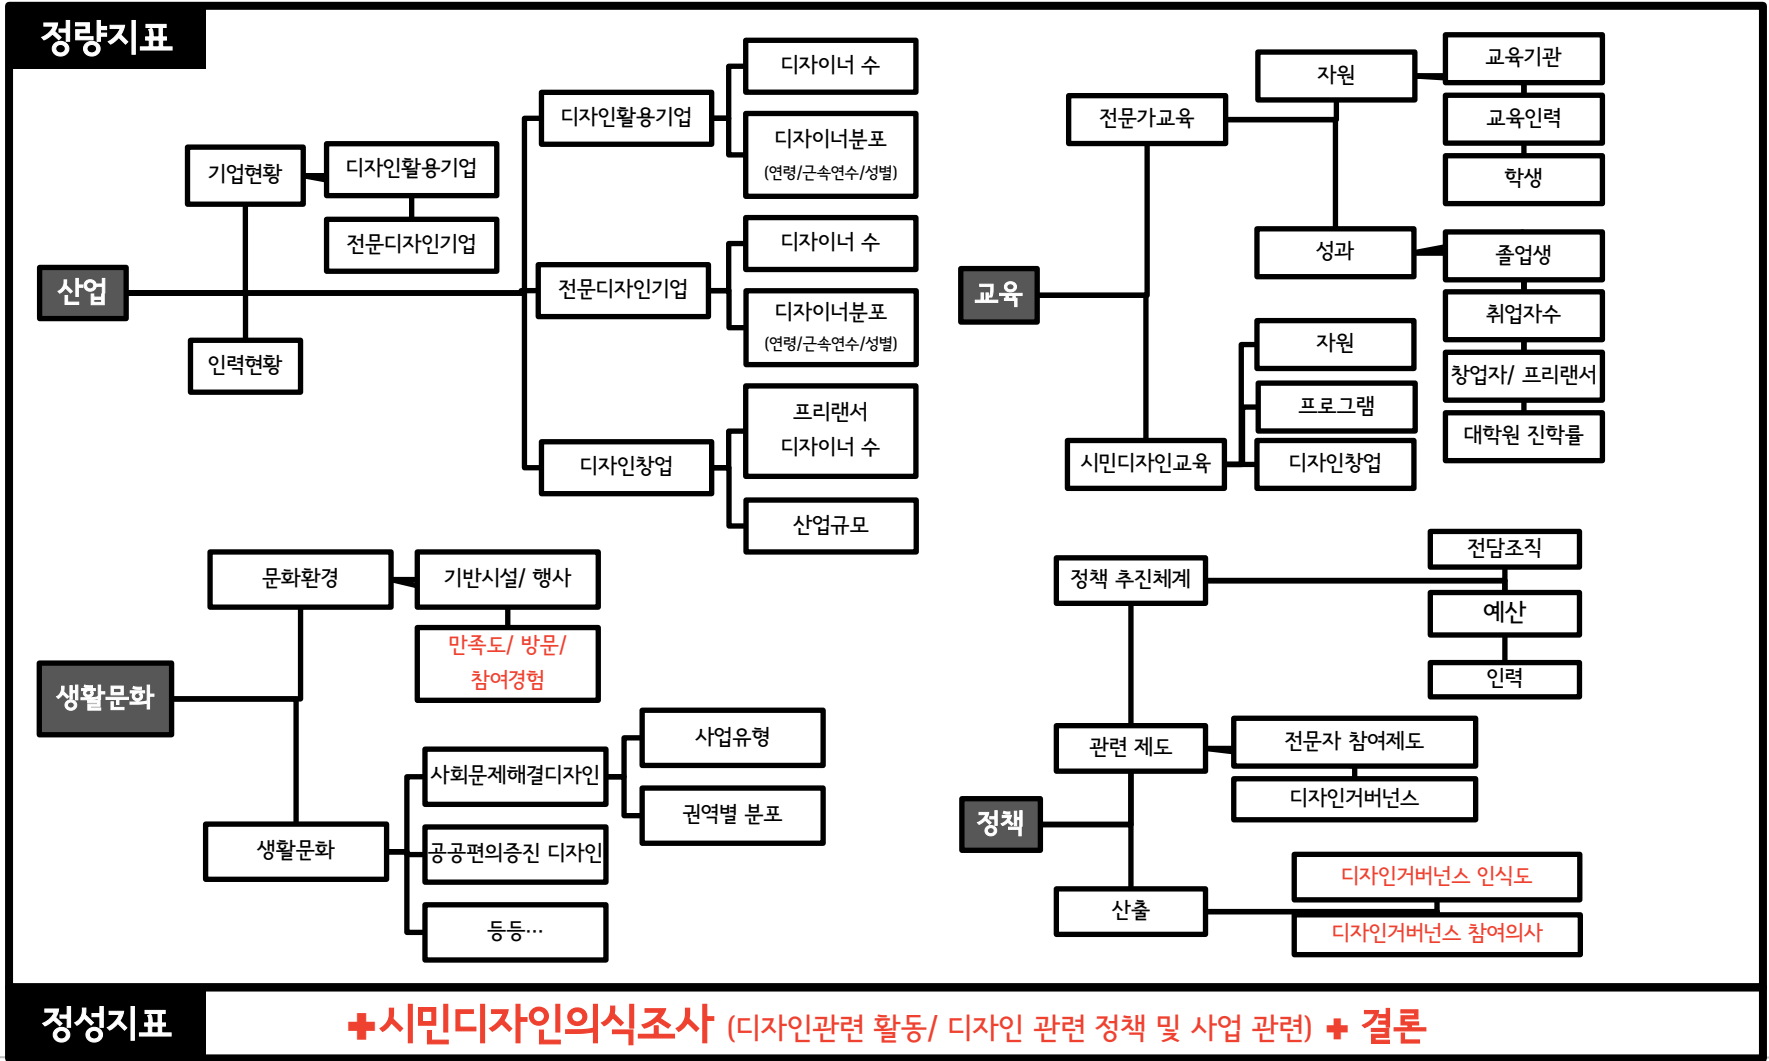 정량지표
산업
기업현황
디자인활용기업
전문디자인기업
인력현황
디자인활용기업
디자이너 수
디자이너분포
(연령/근속연수/성별)
전문디자인기업
디자이너 수
디자이너분포
(연령/근속연수/성별)
디자인창업
프리랜서
디자이너 수
산업규모
교육
전문가교육
자원
교육기관
교육인력
학생
성과
졸업생
취업자수
창업자/ 프리랜서
대학원 진학률
시민디자인교육
자원
프로그램
디자인창업
생활문화
문화환경
기반시설/ 행사
만족도/ 방문/
참여경험
생활문화
사회문제해결디자인
사업유형
권역별 분포
공공편의증진 디자인
등등…
정책
정책 추진체계
전담조직
예산
인력
관련 제도
전문자 참여제도
디자인거버넌스
산출
디자인거버넌스 인식도
디자인거버넌스 참여의사
정성지표
+시민디자인의식조사 (디자인관련 활동/ 디자인 관련 정책 및 사업 관련) + 결론